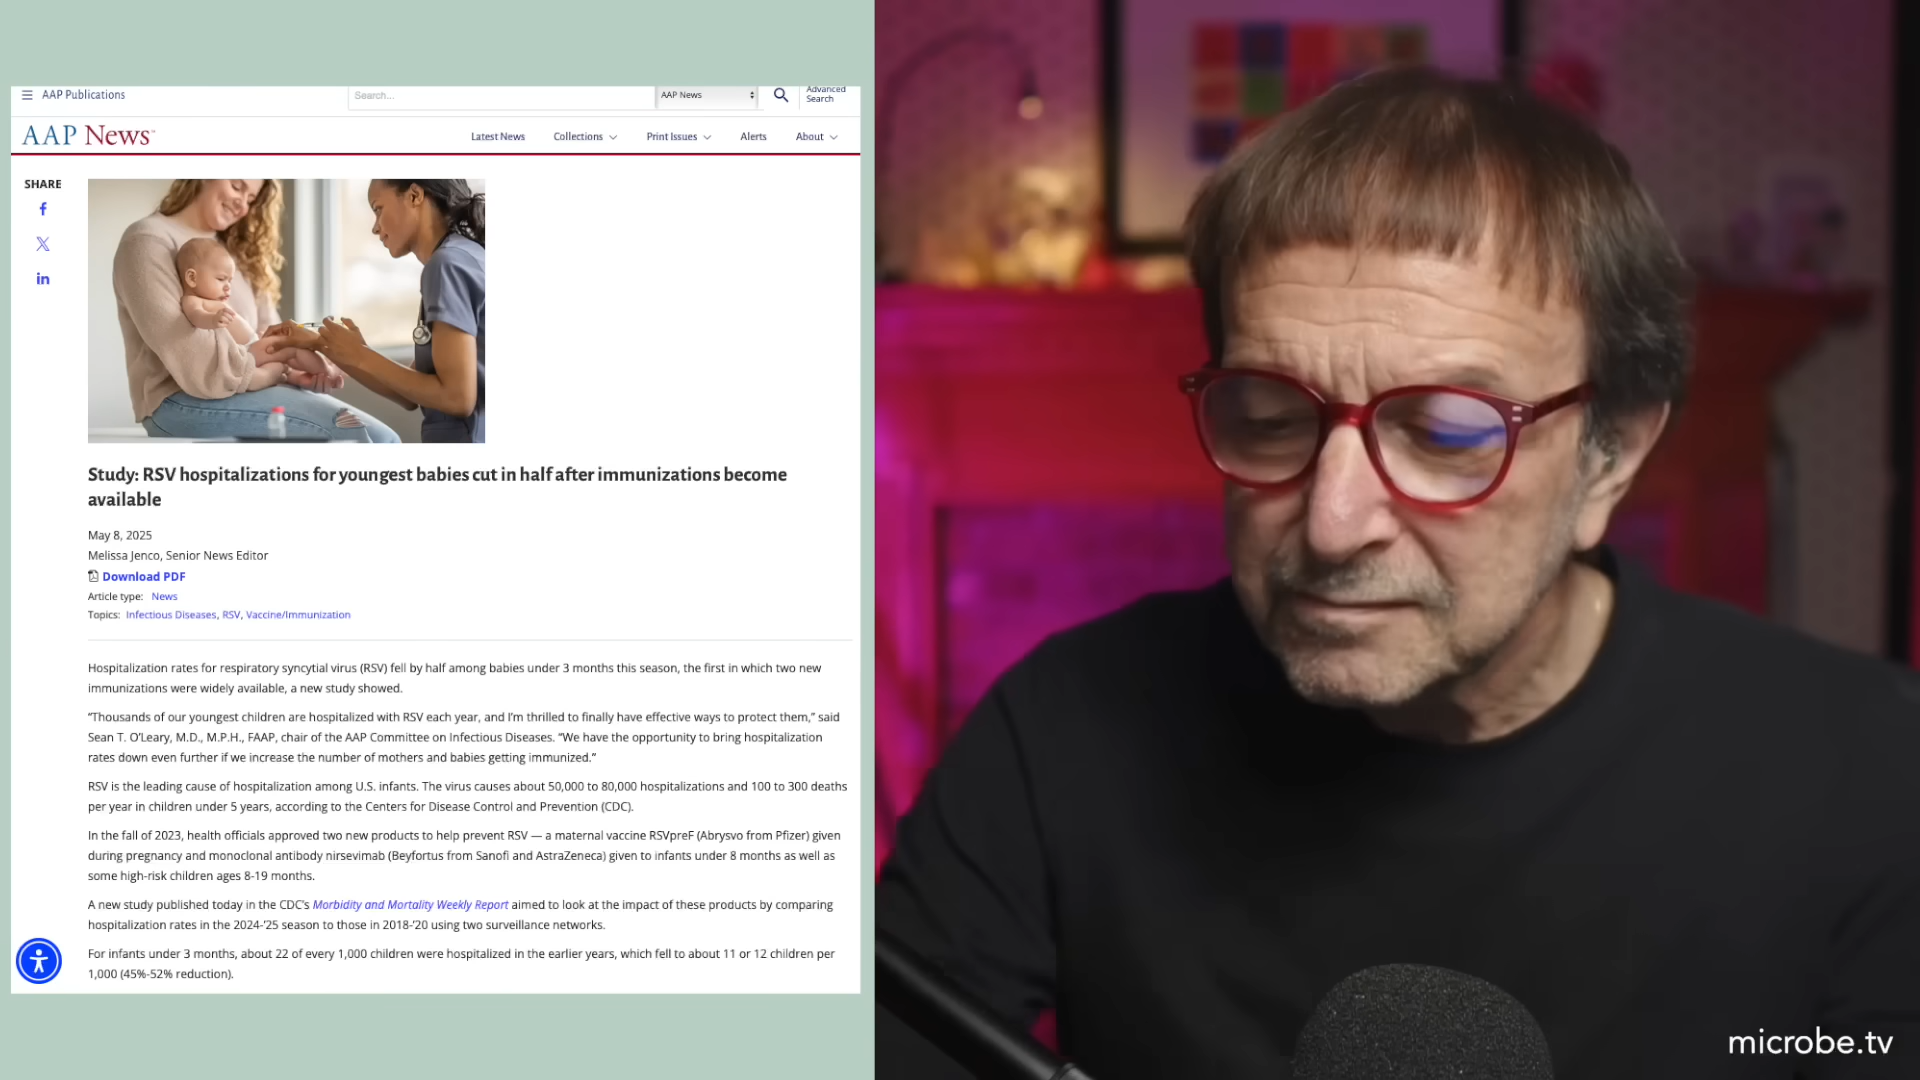 AAP Publications
Search...
AAP News
Advanced
Search
AAP News
Latest News
Collections
Print Issues
Alerts
About
SHARE
Study: RSV hospitalizations for youngest babies cut in half after immunizations become
available
May 8, 2025
Melissa Jenco, Senior News Editor
Download PDF
Article type: News
Topics: Infectious Diseases, RSV, Vaccine/Immunization
Hospitalization rates for respiratory syncytial virus (RSV) fell by half among babies under 3 months this season, the first in which two new
immunizations were widely available, a new study showed.
“Thousands of our youngest children are hospitalized with RSV each year, and I’m thrilled to finally have effective ways to protect them,” said
Sean T. O’Leary, M.D., M.P.H., FAAP, chair of the AAP Committee on Infectious Diseases. “We have the opportunity to bring hospitalization
rates down even further if we increase the number of mothers and babies getting immunized.”
RSV is the leading cause of hospitalization among U.S. infants. The virus causes about 50,000 to 80,000 hospitalizations and 100 to 300 deaths
per year in children under 5 years, according to the Centers for Disease Control and Prevention (CDC).
In the fall of 2023, health officials approved two new products to help prevent RSV — a maternal vaccine RSVpreF (Abrysvo from Pfizer) given
during pregnancy and monoclonal antibody nirsevimab (Beyfortus from Sanofi and AstraZeneca) given to infants under 8 months as well as
some high-risk children ages 8-19 months.
A new study published today in the CDC’s Morbidity and Mortality Weekly Report aimed to look at the impact of these products by comparing
hospitalization rates in the 2024-’25 season to those in 2018-’20 using two surveillance networks.
For infants under 3 months, about 22 of every 1,000 children were hospitalized in the earlier years, which fell to about 11 or 12 children per
1,000 (45%-52% reduction).
microbe.tv